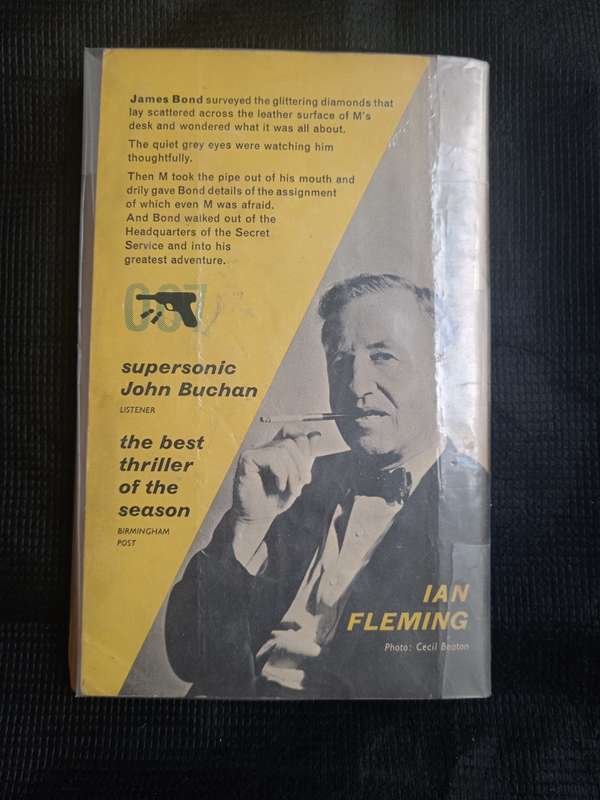 James Bond surveyed the glittering diamonds that
lay scattered across the leather surface of M's
desk and wondered what it was all about.
The quiet grey eyes were watching him
thoughtfully.
Then M took the pipe out of his mouth and
drily gave Bond details of the assignment
of which even M was afraid.
And Bond walked out of the
Headquarters of the Secret
Service and into his
greatest adventure.
007
supersonic
John Buchan
LISTENER
the best
thriller
of the
season
BIRMINGHAM
POST
IAN
FLEMING
Photo: Cecil Beaton